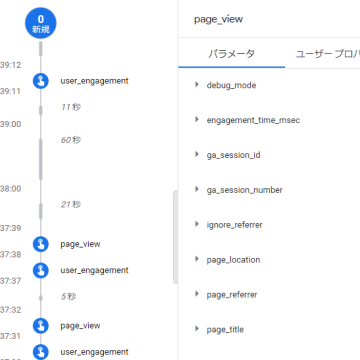 0
新規
39:12
user_engagement
39:11
11 秒
39:00
60 秒
38:00
21 秒
37:39
page_view
37:38
user_engagement
37:37
5 秒
37:32
page_view
37:31
user_engagement
page_view
パラメータ
ユーザー プロパ
debug_mode
engagement_time_msec
ga_session_id
ga_session_number
ignore_referrer
page_location
page_referrer
page_title